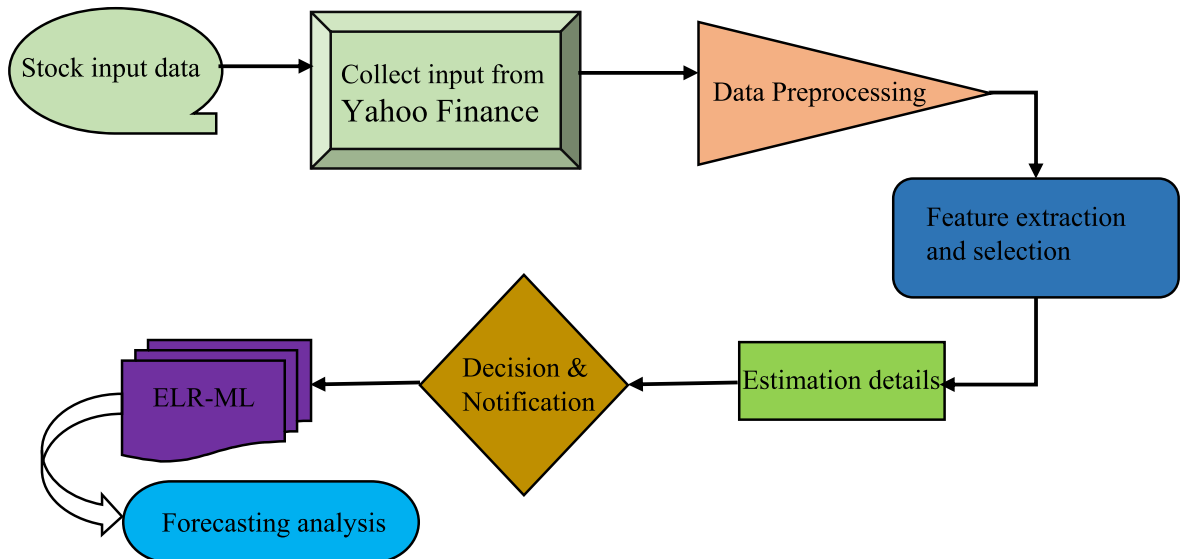 Stock input data
Collect input from
Yahoo Finance
Data Preprocessing
Feature extraction
and selection
Estimation details
Decision &
Notification
ELR-ML
Forecasting analysis